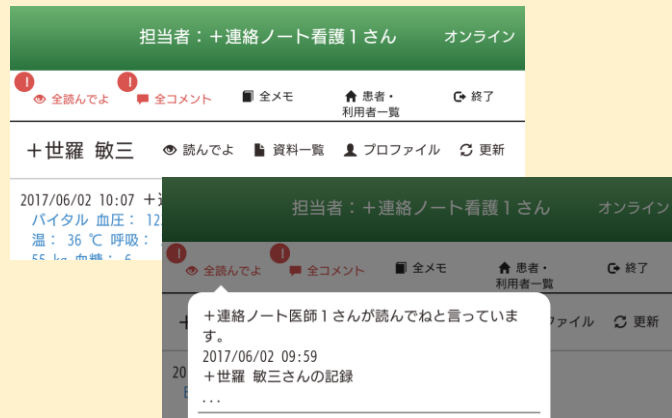 担当者：＋連絡ノート看護１さん オンライン
! !
全読んでよ 全コメント 全メモ 患者・ 終了
利用者一覧
＋世羅 敏三 読んでよ 資料一覧 プロファイル 更新
2017/06/02 10:07 ＋
バイタル 血圧： 12
温： 36 ℃ 呼吸：
55 kg 血糖： 6
担当者：＋連絡ノート看護１さん オンライン
! !
全読んでよ 全コメント 全メモ 患者・ 終了
利用者一覧
ファイル 更新
＋連絡ノート医師１さんが読んでねと言っていま
す。
2017/06/02 09:59
＋世羅 敏三さんの記録
...
20